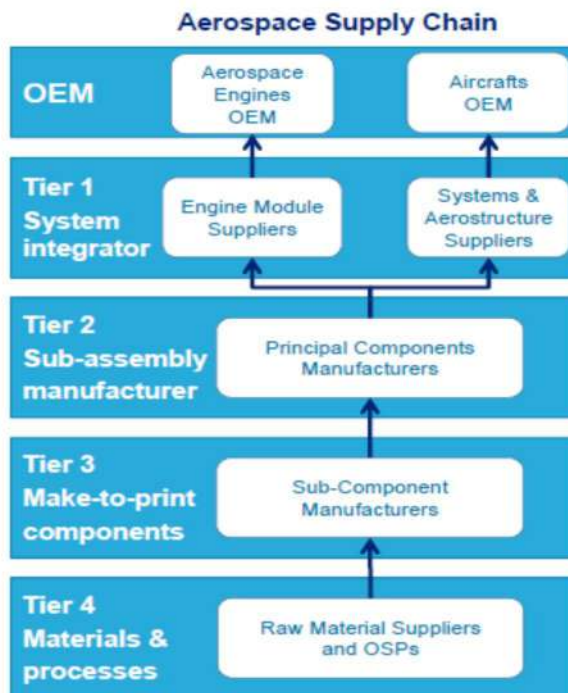 Aerospace Supply Chain
OEM
Aerospace
Engines
OEM
Aircrafts
OEM
Tier 1
System
integrator
Engine Module
Suppliers
Systems &
Aerostructure
Suppliers
Tier 2
Sub-assembly
manufacturer
Principal Components
Manufacturers
Tier 3
Make-to-print
components
Sub-Component
Manufacturers
Tier 4
Materials &
processes
Raw Material Suppliers
and OSPs